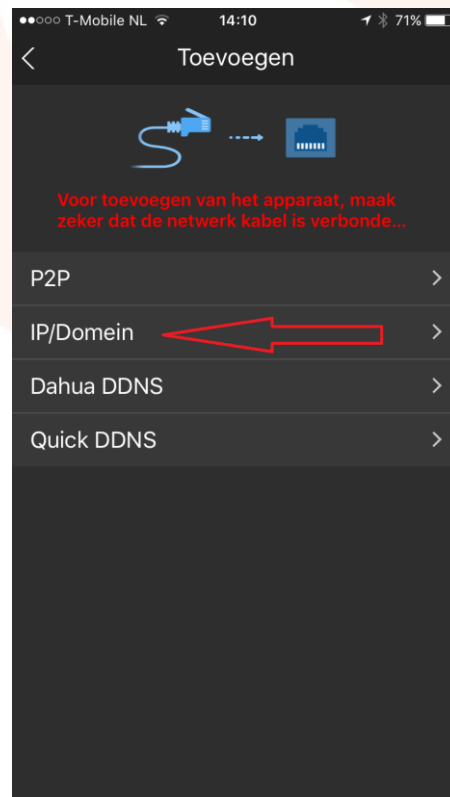 T-Mobile NL 14:10 71%
Toevoegen
Voor toevoegen van het apparaat, maak
zeker dat de netwerk kabel is verbonde...
P2P
IP/Domein
Dahua DDNS
Quick DDNS